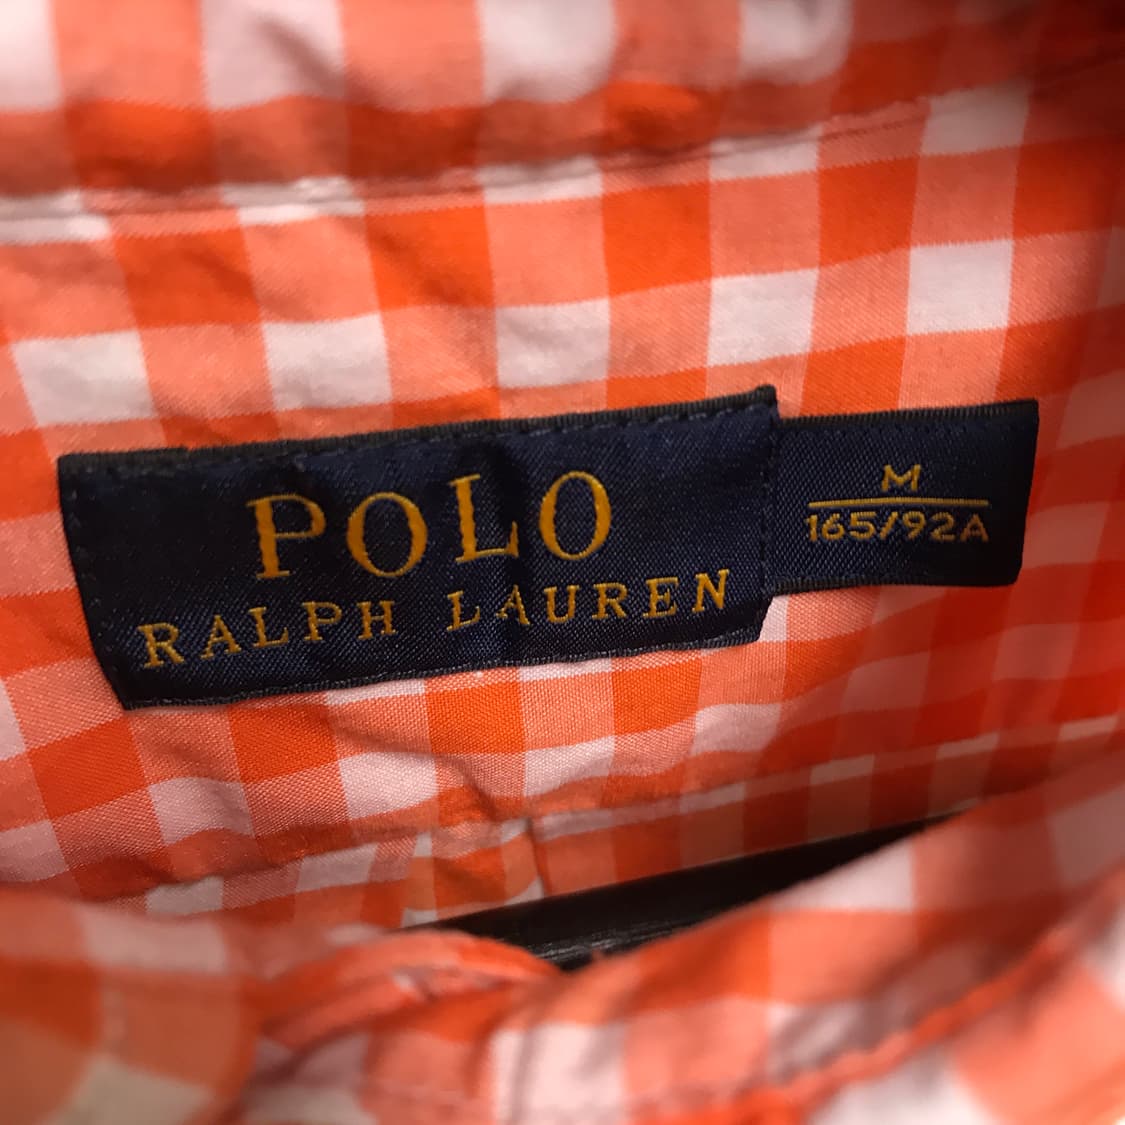 POLO
RALPH LAUREN
M
165/92A